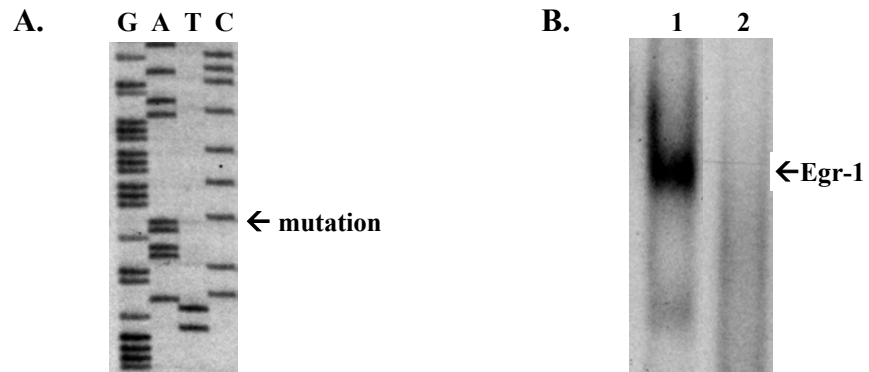 A.
G A T C
← mutation
B.
1 2
←Egr-1